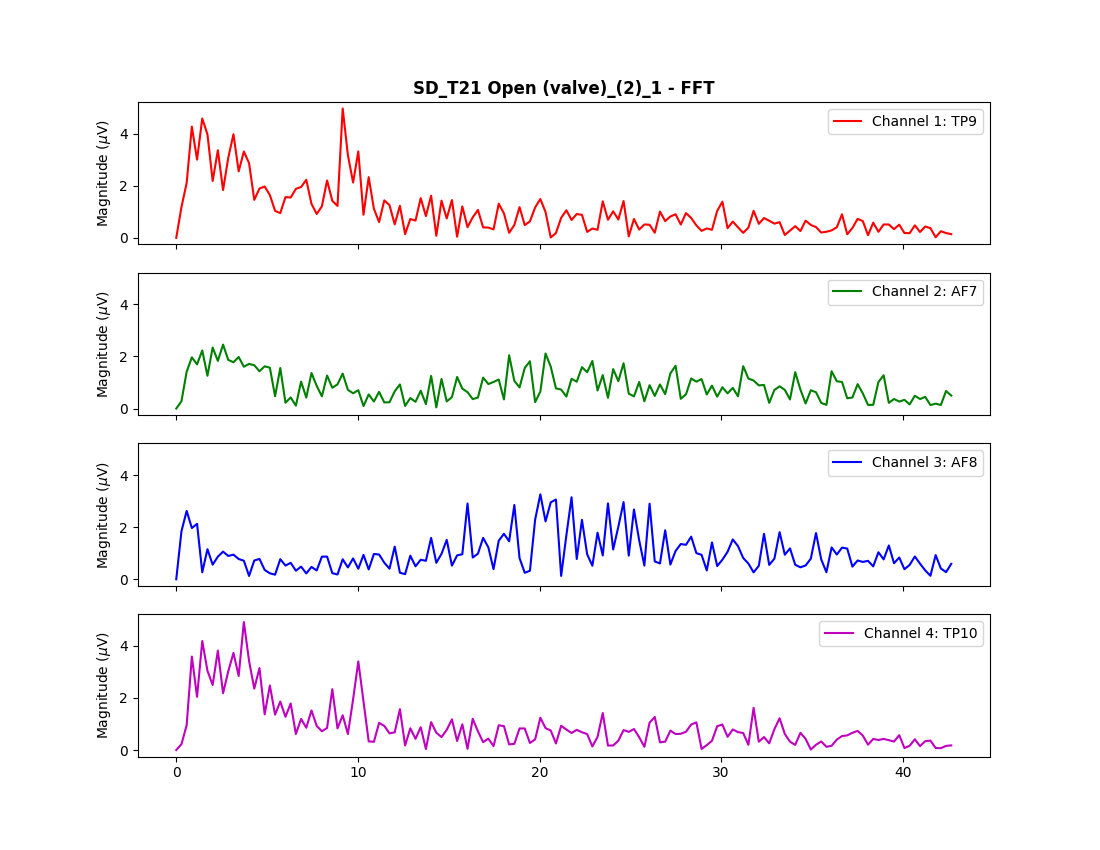 SD_T21 Open (valve)_(2)_1 - FFT
Magnitude (μV)
4
2
0
Channel 1: TP9
Magnitude (μV)
4
2
0
Channel 2: AF7
Magnitude (μV)
4
2
0
Channel 3: AF8
Magnitude (μV)
4
2
0
Channel 4: TP10
0 10 20 30 40